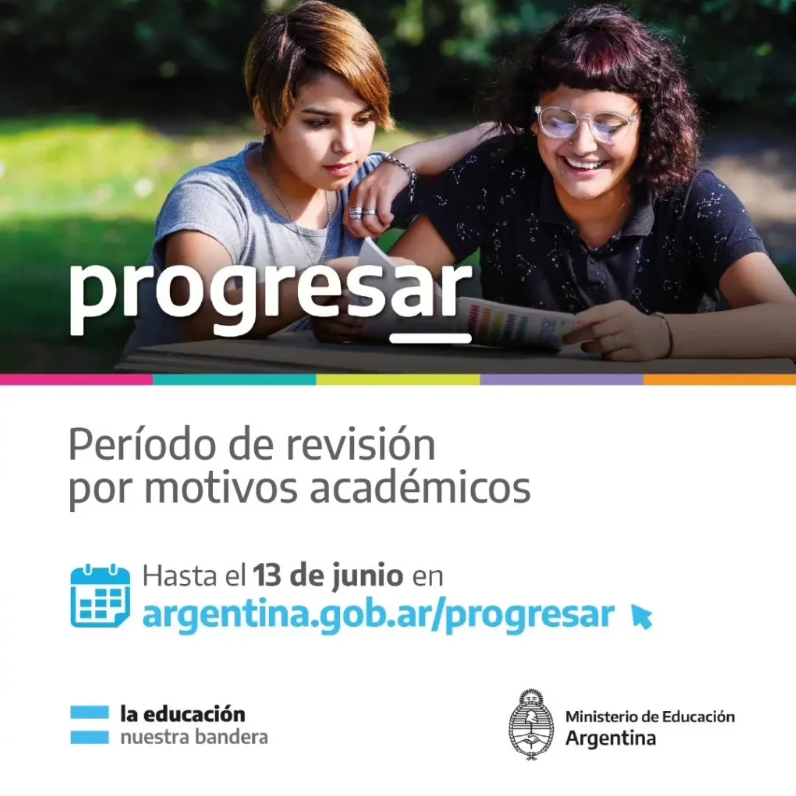 progresar
Período de revisión
por motivos académicos
Hasta el 13 de junio en
argentina.gob.ar/progresar
la educación
nuestra bandera
Ministerio de Educación
Argentina